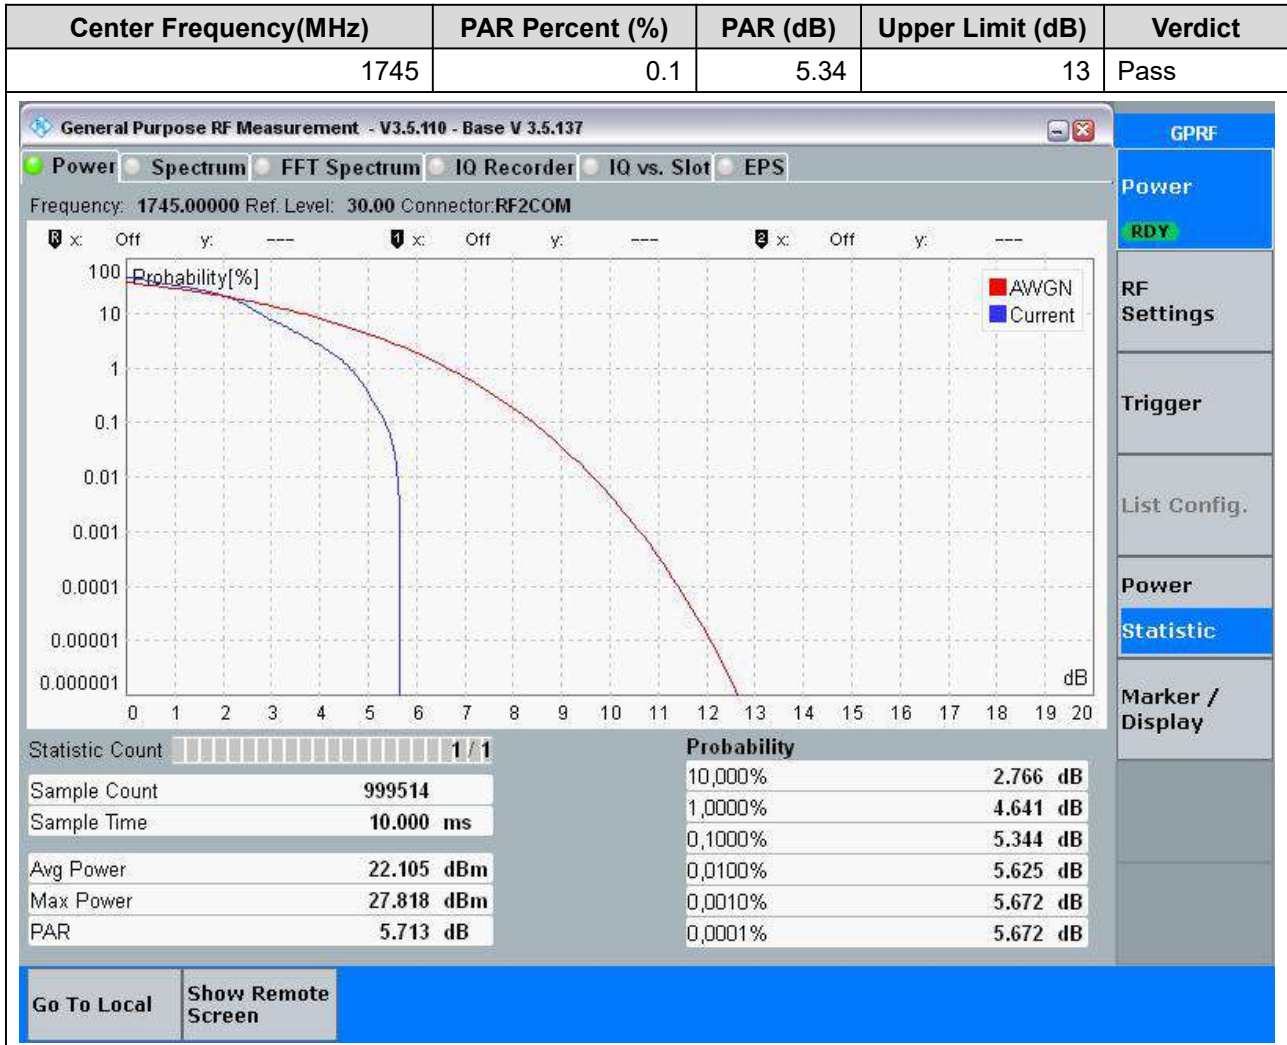 Center Frequency(MHz) PAR Percent (%) PAR (dB) Upper Limit (dB) Verdict
1745 0.1 5.34 13 Pass
General Purpose RF Measurement - V3.5.110 - Base V 3.5.137
GPRF
Power Spectrum FFT Spectrum IQ Recorder IQ vs. Slot EPS
Frequency: 1745.00000 Ref. Level: 30.00 Connector:RF2COM
R x: Off y: --- 1 x: Off y: --- 2 x: Off y: ---
Probability[%]
AWGN
Current
100
10
1
0.1
0.01
0.001
0.0001
0.00001
0.000001
dB
0 1 2 3 4 5 6 7 8 9 10 11 12 13 14 15 16 17 18 19 20
Statistic Count 1 / 1
Sample Count 999514
Sample Time 10.000 ms
Avg Power 22.105 dBm
Max Power 27.818 dBm
PAR 5.713 dB
Probability
10,000% 2.766 dB
1,0000% 4.641 dB
0,1000% 5.344 dB
0,0100% 5.625 dB
0,0010% 5.672 dB
0,0001% 5.672 dB
Power
RDY
RF
Settings
Trigger
List Config.
Power
Statistic
Marker /
Display
Go To Local
Show Remote
Screen